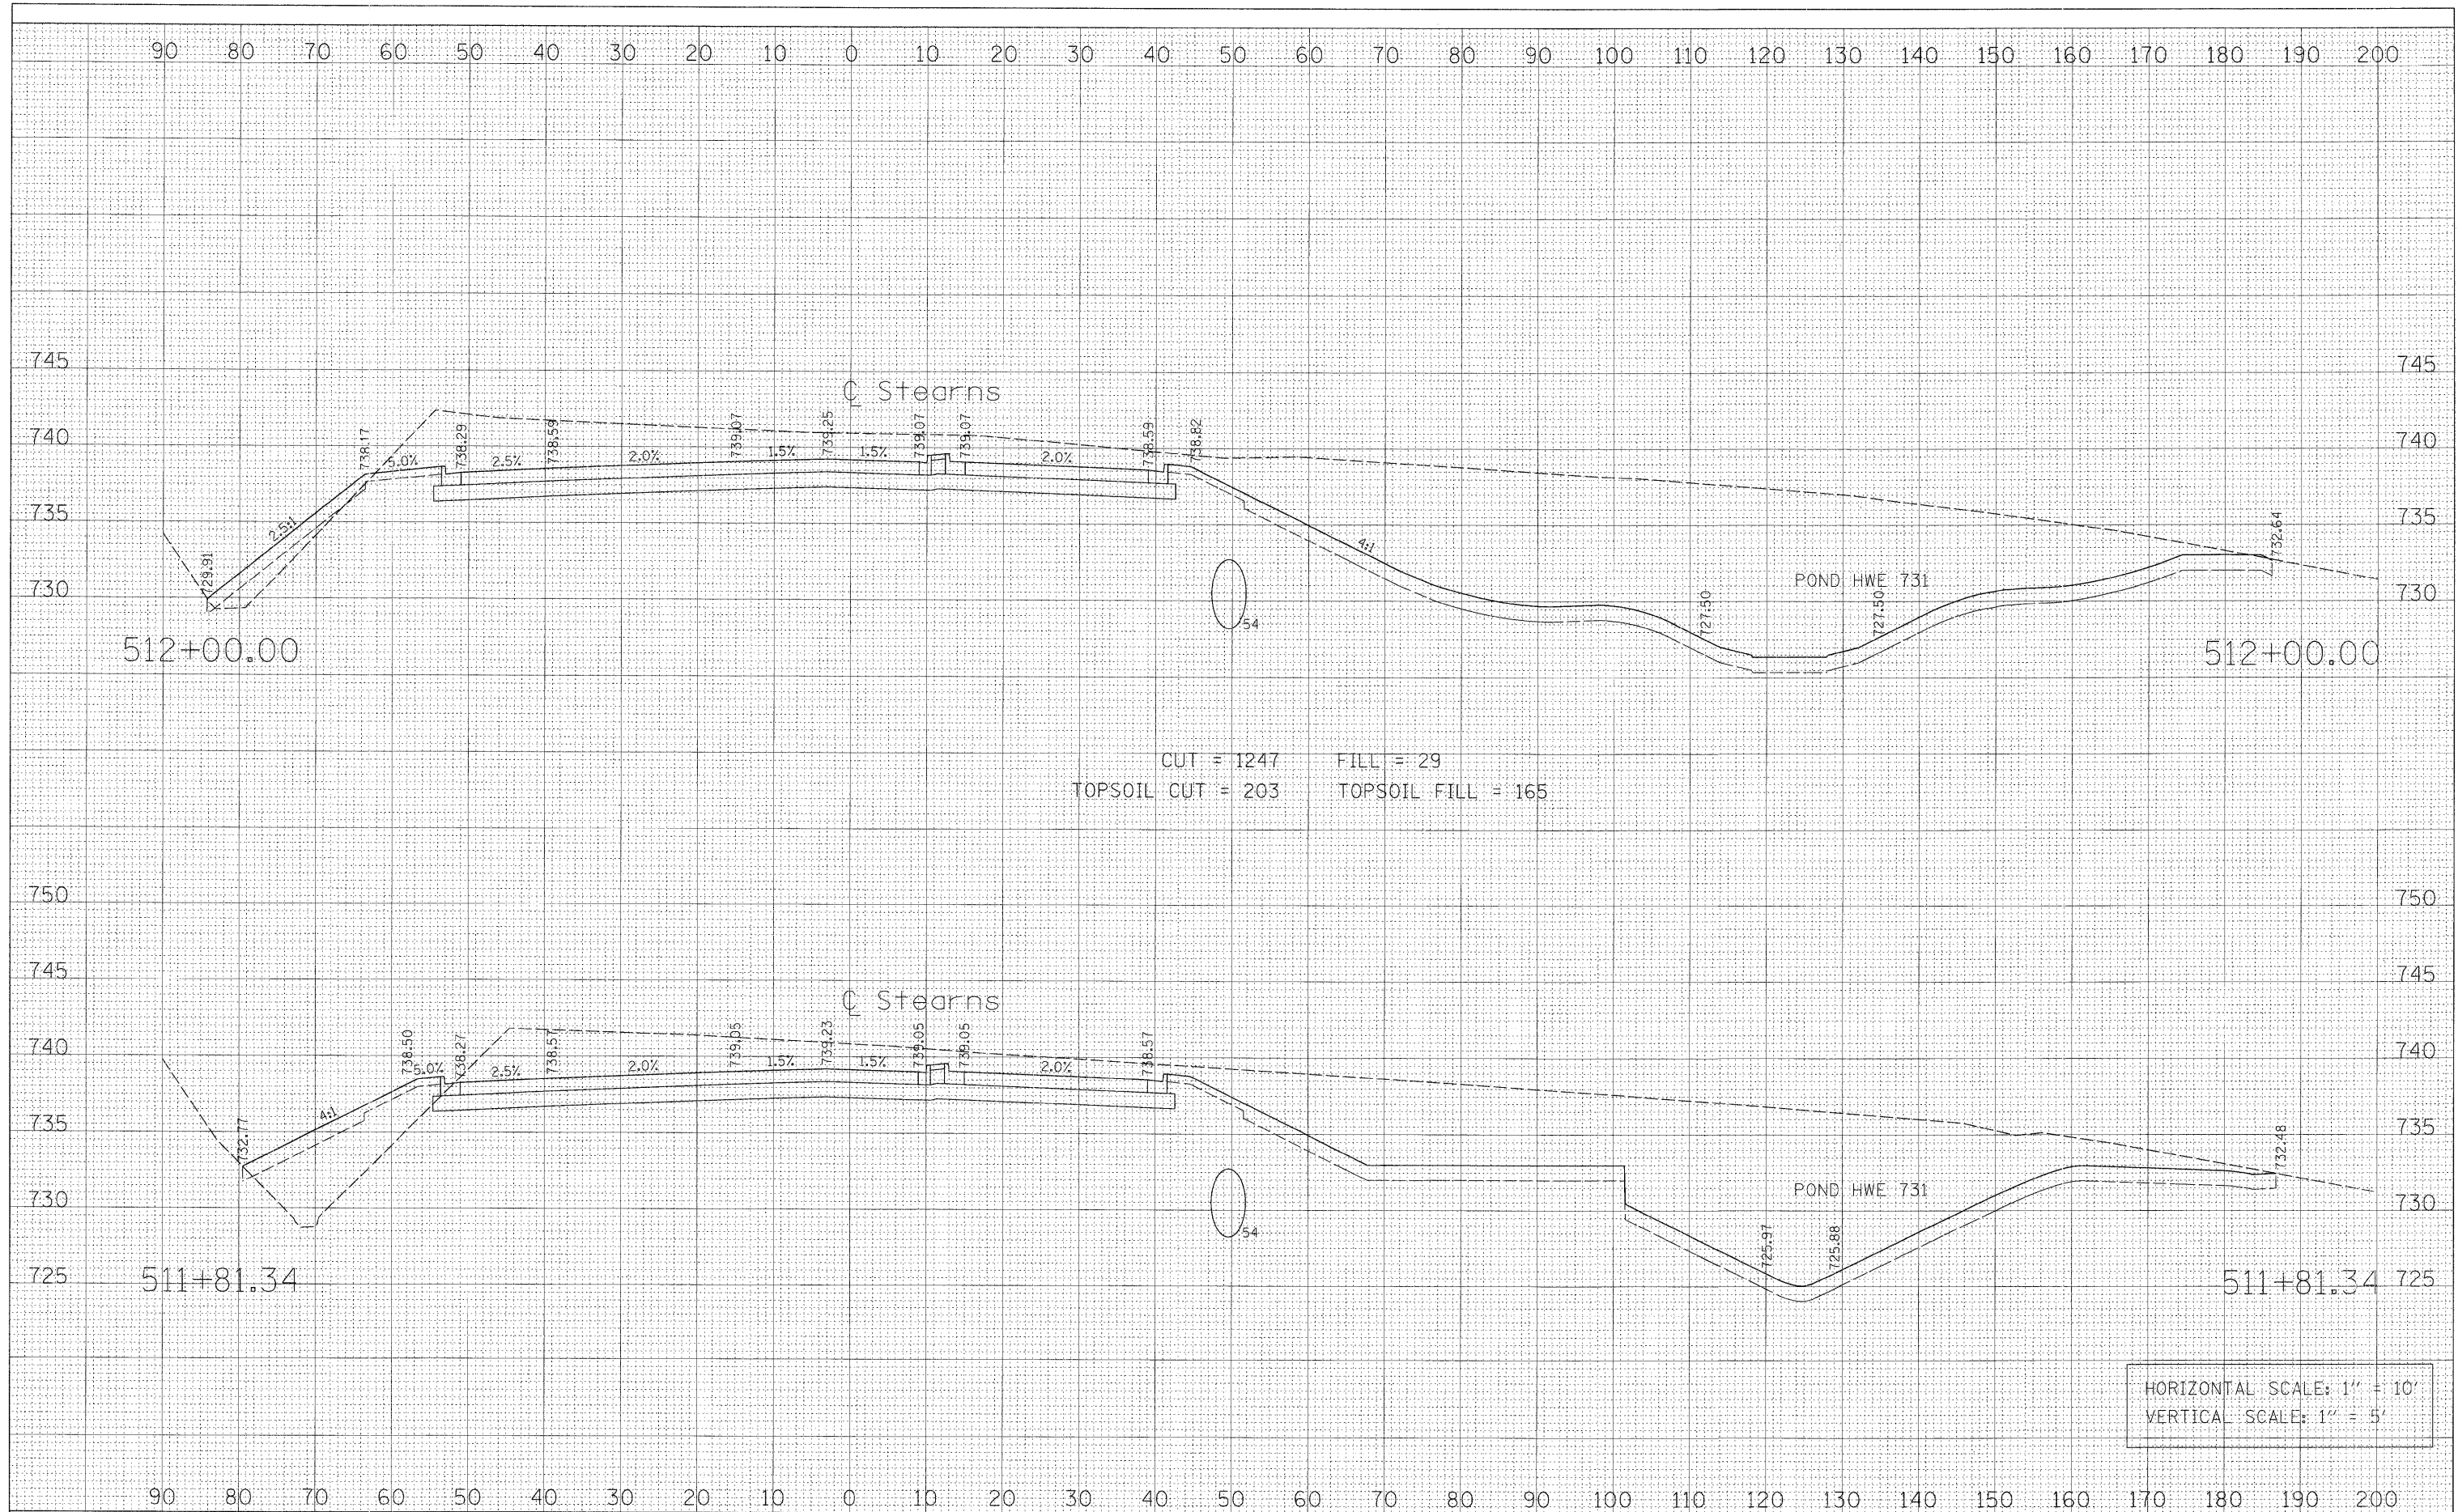 90 80 70 60 50 40 30 20 10 0 10 20 30 40 50 60 70 80 90 100 110 120 130 140 150 160 170 180 190 200
745 745
℄ Stearns
740 738.17 5.0% 738.29 2.5% 738.59 2.0% 739.07 1.5% 739.25 1.5% 739.07 739.07 2.0% 738.59 738.82 740
735 2.5:1 4:1 732.64 735
730 729.91 54 727.50 POND HWE 731 727.50 730
512+00.00 512+00.00
CUT = 1247 FILL = 29
TOPSOIL CUT = 203 TOPSOIL FILL = 165
750 750
745 745
℄ Stearns
740 738.50 5.0% 738.27 2.5% 738.57 2.0% 739.05 1.5% 739.23 1.5% 739.05 739.05 2.0% 738.57 740
735 732.77 4:1 732.48 735
730 54 POND HWE 731 730
725.97 725.88
725 511+81.34 511+81.34 725
HORIZONTAL SCALE: 1" = 10'
VERTICAL SCALE: 1" = 5'
90 80 70 60 50 40 30 20 10 0 10 20 30 40 50 60 70 80 90 100 110 120 130 140 150 160 170 180 190 200